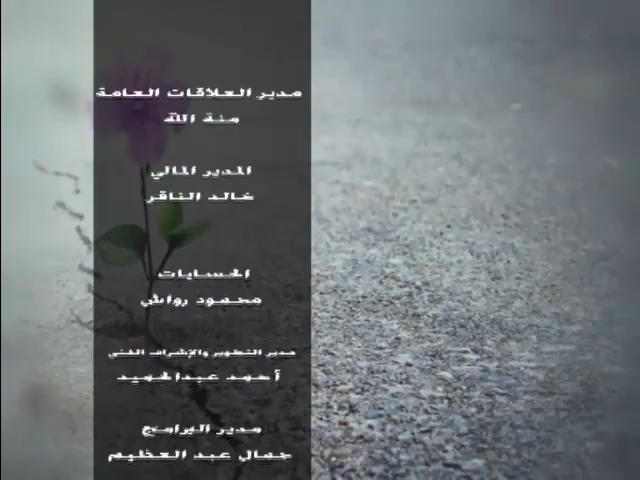 مدير العلاقات العامة
منة الله
المدير المالي
خالد الناقر
الحسابات
محمود رواش
مدير التطوير والإشراف الفني
أحمد عبدالحميد
مدير البرامج
جمال عبد العظيم